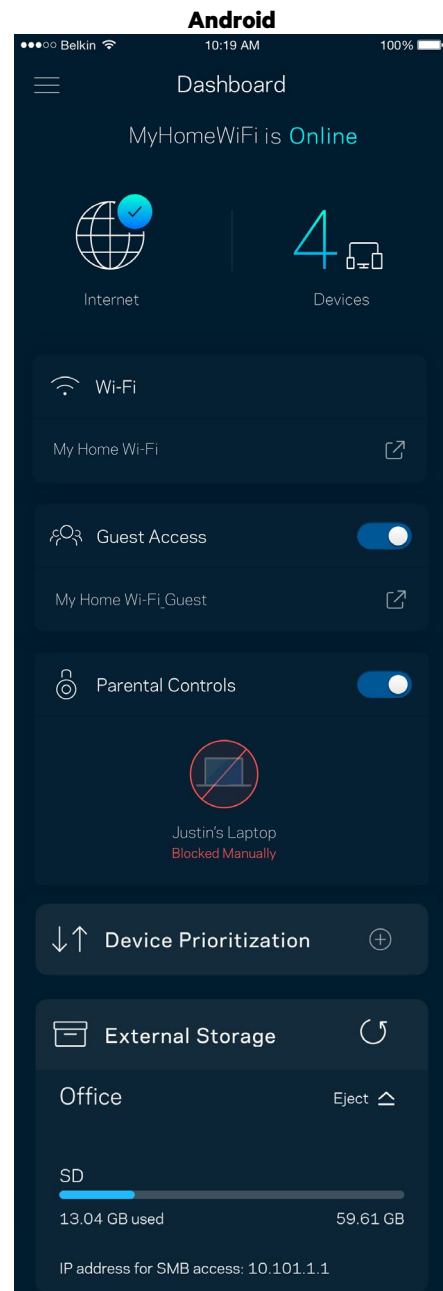 Android
Belkin 10:19 AM 100%
Dashboard
MyHomeWiFi is Online
4
Internet Devices
Wi-Fi
My Home Wi-Fi
Guest Access
My Home Wi-Fi_Guest
Parental Controls
Justin's Laptop
Blocked Manually
Device Prioritization
External Storage
Office Eject
SD
13.04 GB used 59.61 GB
IP address for SMB access: 10.101.1.1